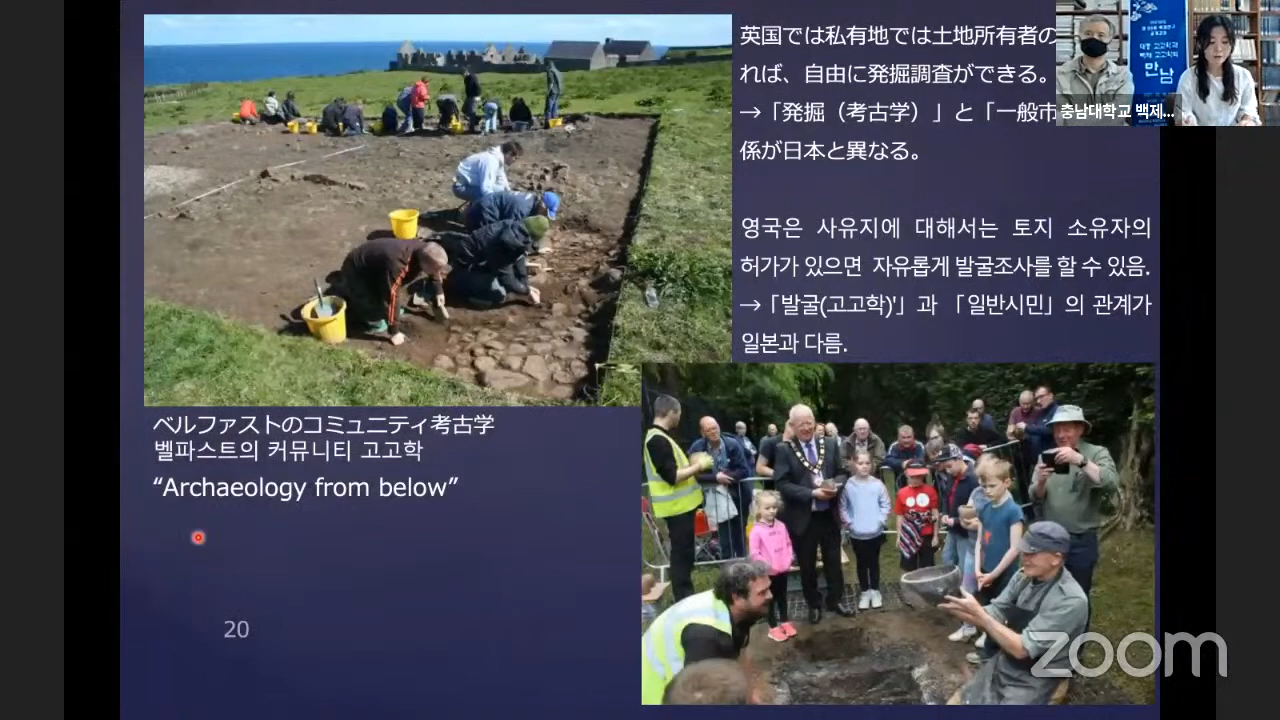 英国では私有地では土地所有者の
れば、自由に発掘調査ができる。
→「発掘（考古学）」と「一般市
係が日本と異なる。
영국은 사유지에 대해서는 토지 소유자의
허가가 있으면 자유롭게 발굴조사를 할 수 있음.
→「발굴(고고학)'」과 「일반시민」의 관계가
일본과 다름.
ベルファストのコミュニティ考古学
벨파스트의 커뮤니티 고고학
“Archaeology from below”
20
만남
충남대학교 백제...
zoom